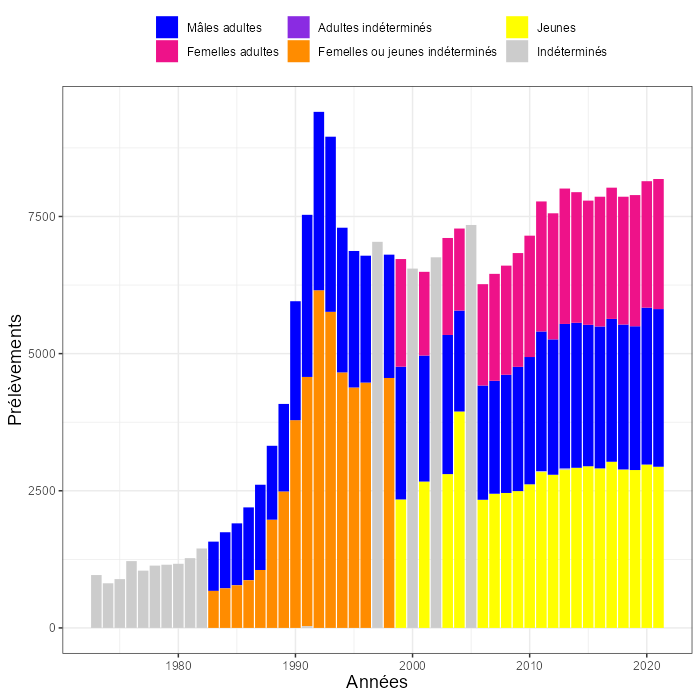 Mâles adultes
Adultes indéterminés
Jeunes
Femelles adultes
Femelles ou jeunes indéterminés
Indéterminés
Prélèvements
7500
5000
2500
0
1980
1990
2000
2010
2020
Années